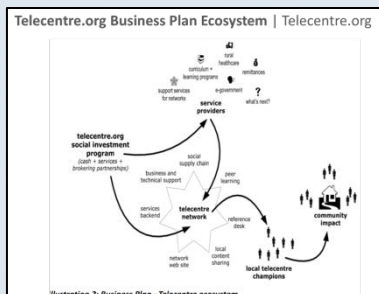 Telecentre.org Business Plan Ecosystem | Telecentre.org
rural
healthcare
curriculum +
learning programs
remittances
support services
for networks
e-government
what's next?
service
providers
telecentre.org
social investment
program
(cash + services +
brokering partnerships)
social
supply chain
business and
technical support
peer
learning
services
backend
telecentre
network
reference
desk
community
impact
network
web site
local
content
sharing
local telecentre
champions
Illustration 2: Business Plan - Telecentre ecosystem